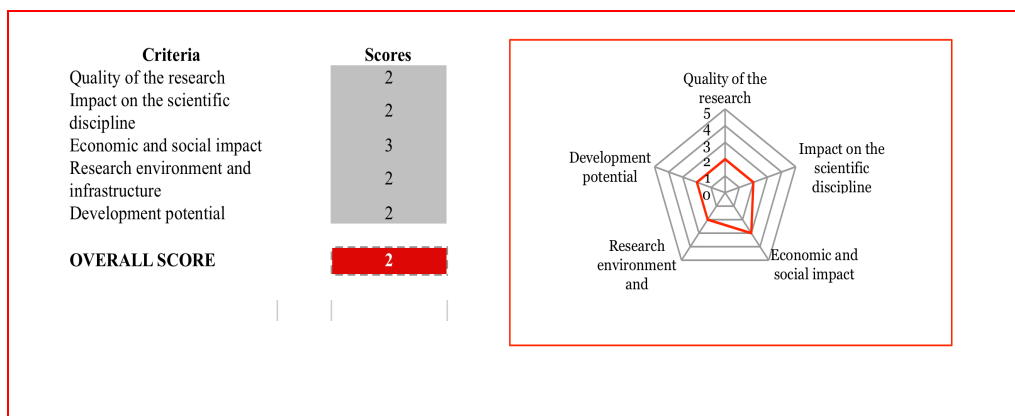 Criteria Scores
Quality of the research 2
Impact on the scientific
discipline 2
Economic and social impact 3
Research environment and
infrastructure 2
Development potential 2
OVERALL SCORE 2
Quality of the
research
5
4
3
2
1
0
Impact on the
scientific
discipline
Economic and
social impact
Research
environment
and
Development
potential